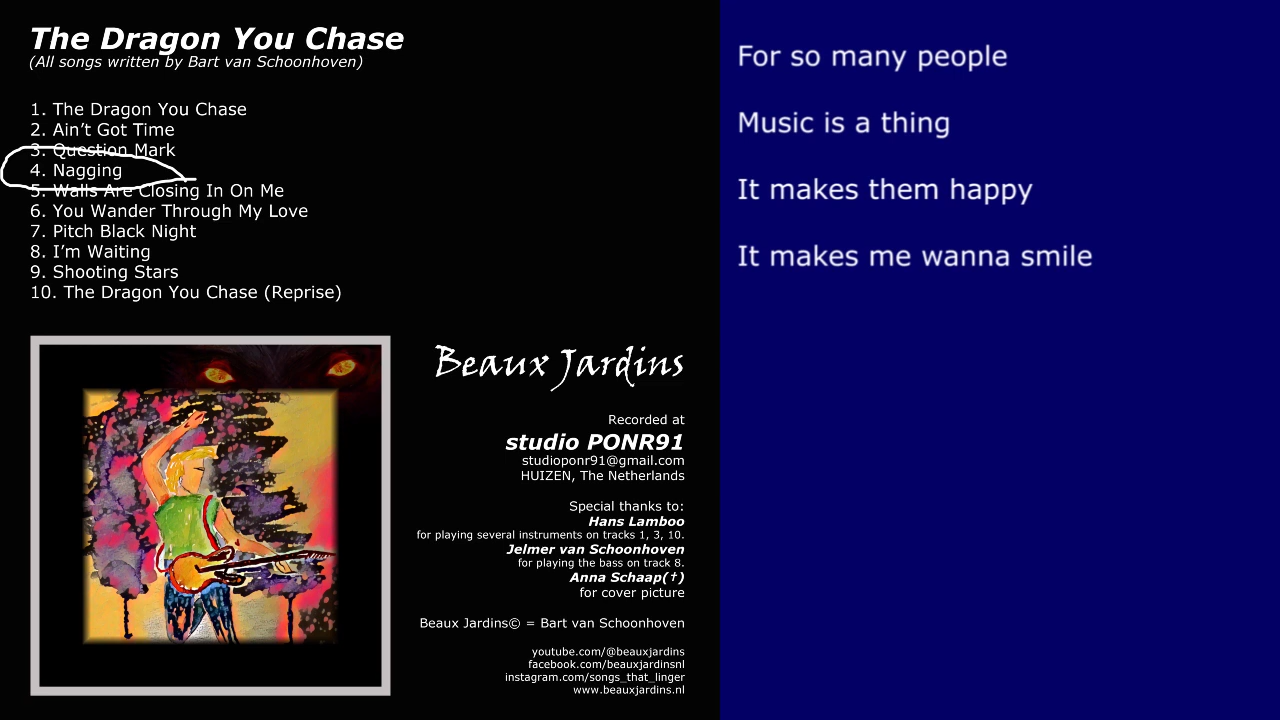 The Dragon You Chase
(All songs written by Bart van Schoonhoven)
1. The Dragon You Chase
2. Ain't Got Time
3. Question Mark
4. Nagging
5. Walls Are Closing In On Me
6. You Wander Through My Love
7. Pitch Black Night
8. I'm Waiting
9. Shooting Stars
10. The Dragon You Chase (Reprise)
Beaux Jardins
Recorded at
studio PONR91
studioponr91@gmail.com
HUIZEN, The Netherlands
Special thanks to:
Hans Lamboo
for playing several instruments on tracks 1, 3, 10.
Jelmer van Schoonhoven
for playing the bass on track 8.
Anna Schaap(†)
for cover picture
Beaux Jardins© = Bart van Schoonhoven
youtube.com/@beauxjardins
facebook.com/beauxjardinsnl
instagram.com/songs_that_linger
www.beauxjardins.nl
For so many people
Music is a thing
It makes them happy
It makes me wanna smile